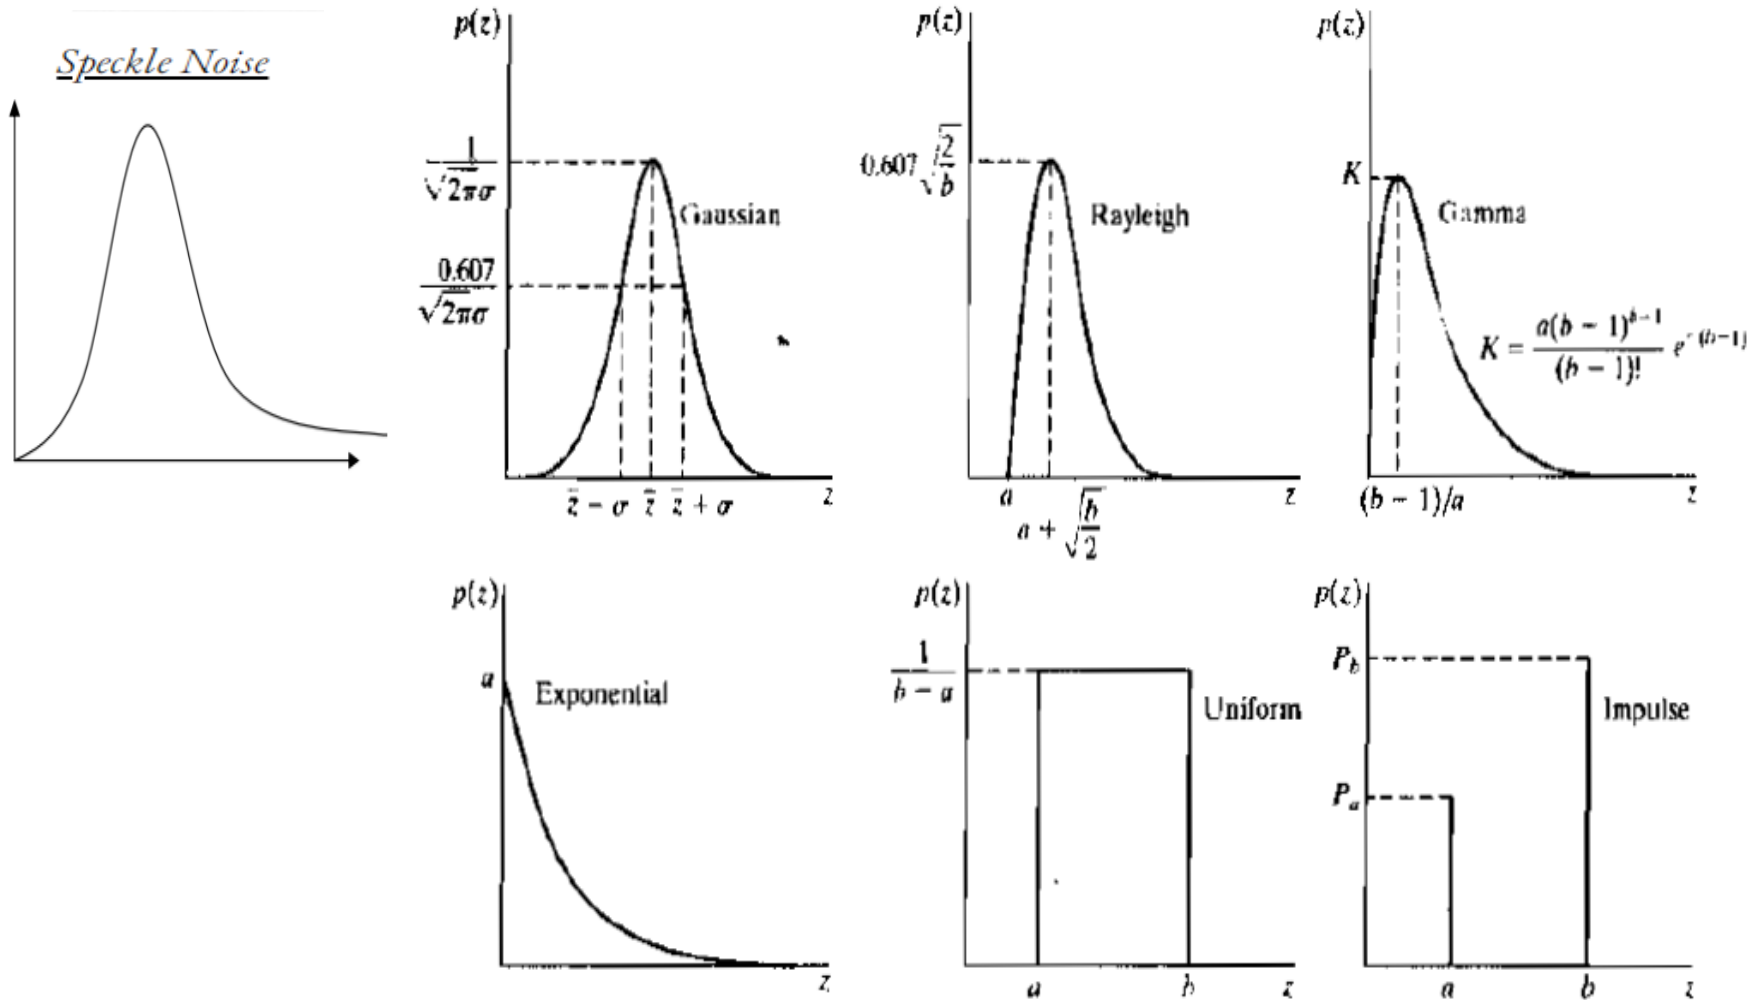 Speckle Noise
p(z)
1
√2πσ
0.607
√2πσ
Gaussian
z̄ − σ z̄ z̄ + σ
z
p(z)
0.607 √2/b
Rayleigh
a
a + √b/2
z
p(z)
K
Gamma
K = a(b − 1)^b−1 / (b − 1)! e^−(b−1)
(b − 1)/a
z
p(z)
a
Exponential
z
p(z)
1
b − a
Uniform
a b z
p(z)
P_b
Impulse
P_a
a b z